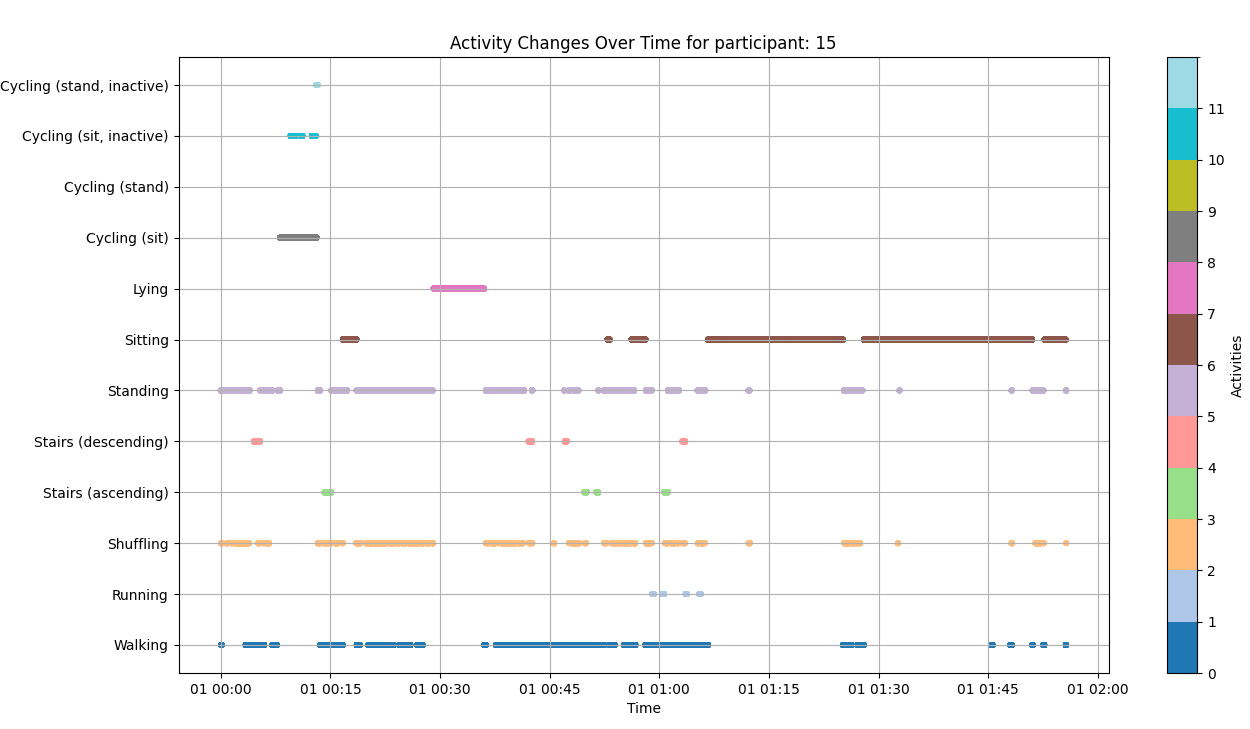 Activity Changes Over Time for participant: 15
Cycling (stand, inactive)
Cycling (sit, inactive)
Cycling (stand)
Cycling (sit)
Lying
Sitting
Standing
Stairs (descending)
Stairs (ascending)
Shuffling
Running
Walking
01 00:00 01 00:15 01 00:30 01 00:45 01 01:00 01 01:15 01 01:30 01 01:45 01 02:00
Time
11
10
9
8
7
6
5
4
3
2
1
0
Activities